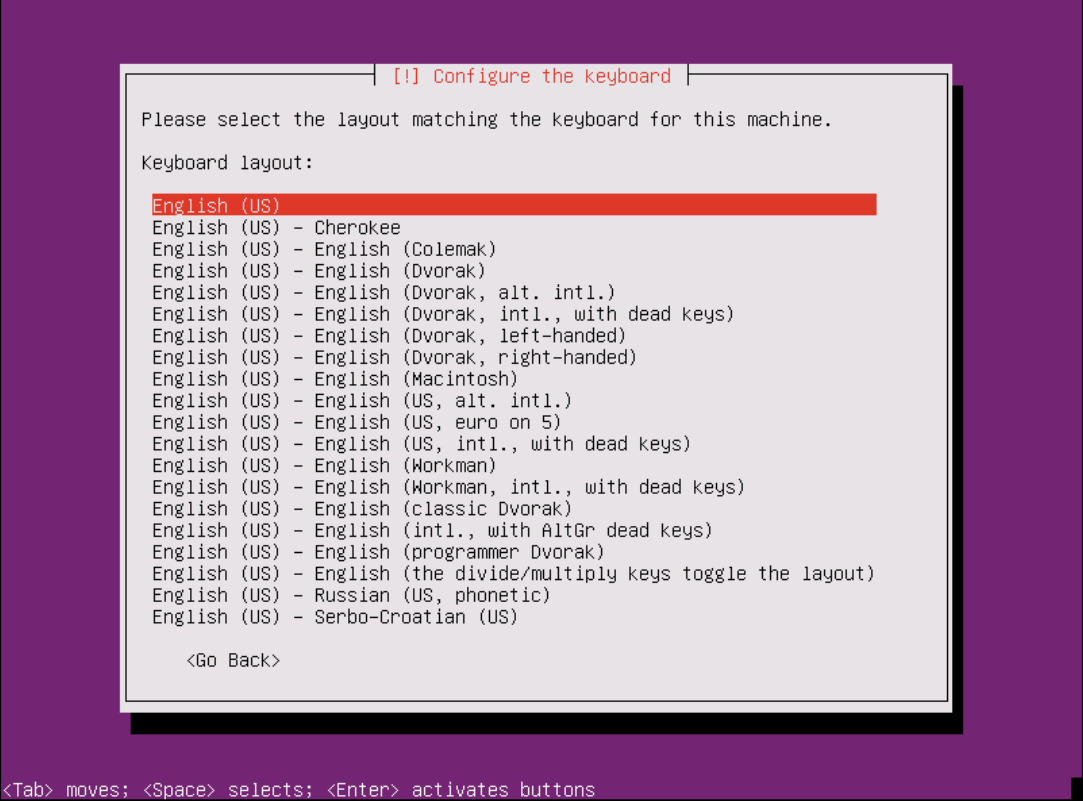 [!] Configure the keyboard
Please select the layout matching the keyboard for this machine.
Keyboard layout:
English (US)
English (US) - Cherokee
English (US) - English (Colemak)
English (US) - English (Dvorak)
English (US) - English (Dvorak, alt. intl.)
English (US) - English (Dvorak, intl., with dead keys)
English (US) - English (Dvorak, left-handed)
English (US) - English (Dvorak, right-handed)
English (US) - English (Macintosh)
English (US) - English (US, alt. intl.)
English (US) - English (US, euro on 5)
English (US) - English (US, intl., with dead keys)
English (US) - English (Workman)
English (US) - English (Workman, intl., with dead keys)
English (US) - English (classic Dvorak)
English (US) - English (intl., with AltGr dead keys)
English (US) - English (programmer Dvorak)
English (US) - English (the divide/multiply keys toggle the layout)
English (US) - Russian (US, phonetic)
English (US) - Serbo-Croatian (US)
<Go Back>
<Tab> moves; <Space> selects; <Enter> activates buttons